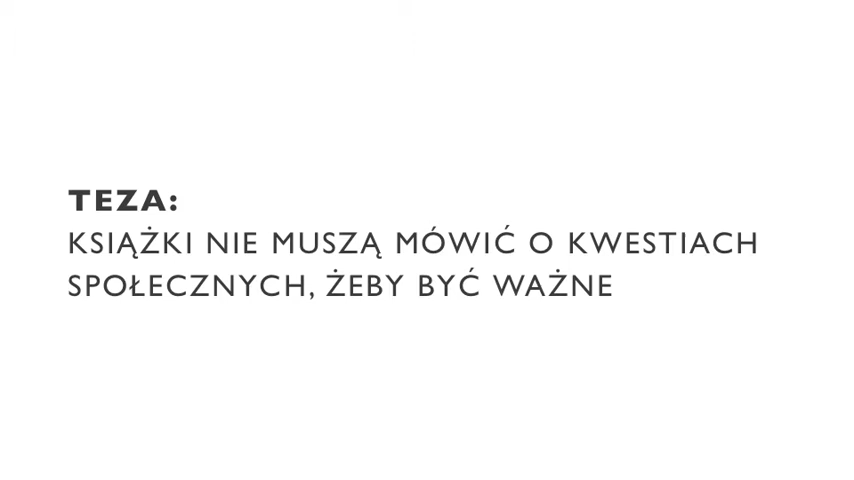 TEZA:
KSIĄŻKI NIE MUSZĄ MÓWIĆ O KWESTIACH
SPOŁECZNYCH, ŻEBY BYĆ WAŻNE